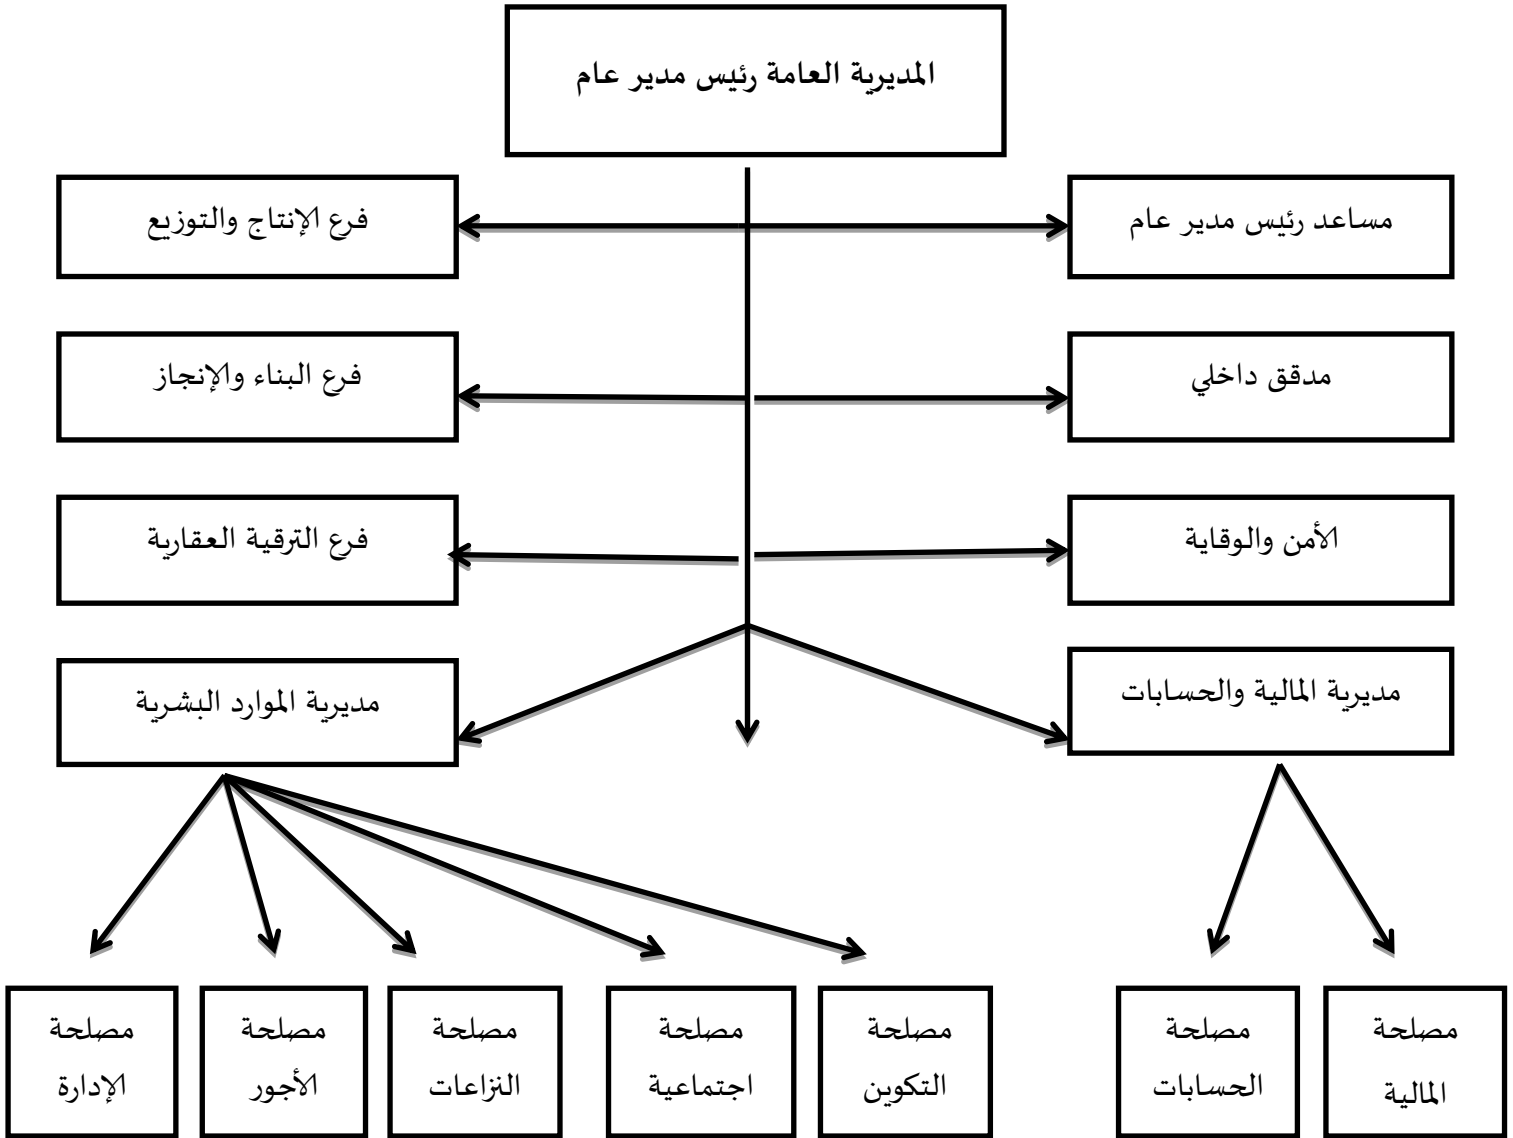 المديرية العامة رئيس مدير عام
مساعد رئيس مدير عام
فرع الإنتاج والتوزيع
مدقق داخلي
فرع البناء والإنجاز
الأمن والوقاية
فرع الترقية العقارية
مديرية المالية والحسابات
مديرية الموارد البشرية
مصلحة
المالية
مصلحة
الحسابات
مصلحة
التكوين
مصلحة
اجتماعية
مصلحة
النزاعات
مصلحة
الأجور
مصلحة
الإدارة